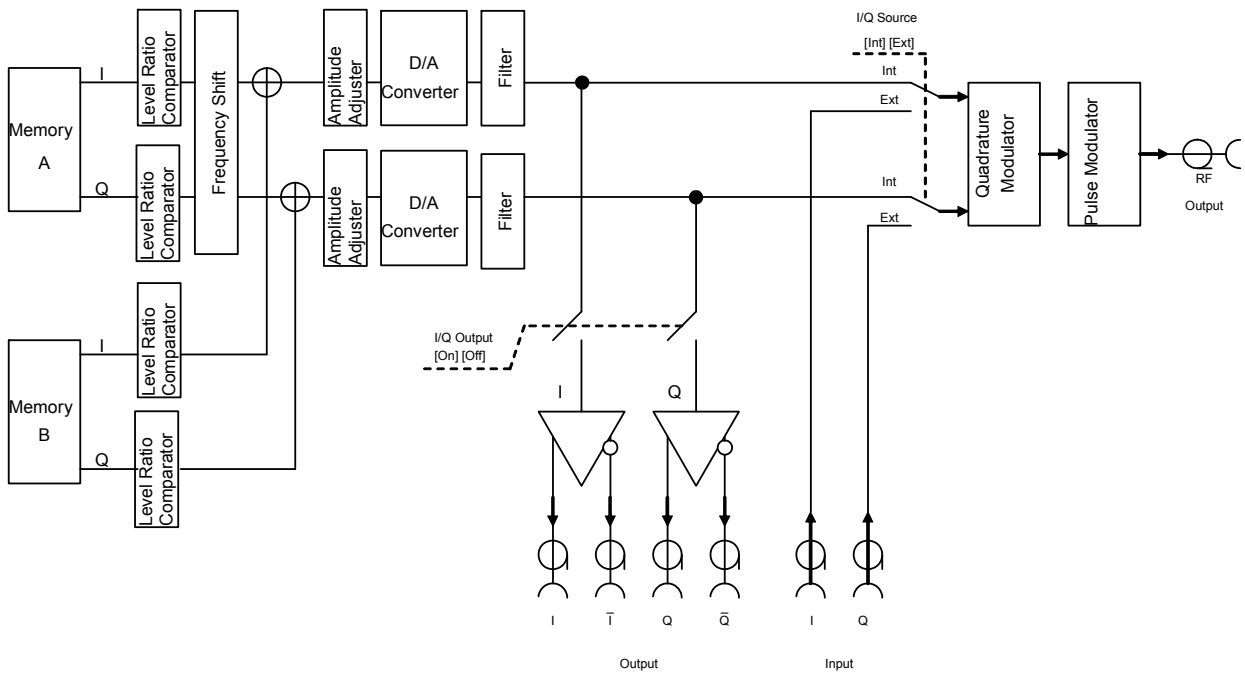 Memory
A
I
Q
Level Ratio
Comparator
Level Ratio
Comparator
Frequency Shift
Amplitude
Adjuster
D/A
Converter
Filter
Amplitude
Adjuster
D/A
Converter
Filter
I/Q Source
[Int] [Ext]
Int
Ext
Int
Ext
Quadrature
Modulator
Pulse Modulator
RF
Output
Memory
B
I
Q
Level Ratio
Comparator
Level Ratio
Comparator
I/Q Output
[On] [Off]
I
Q
I
I̅
Q
Q̅
I
Q
Output
Input